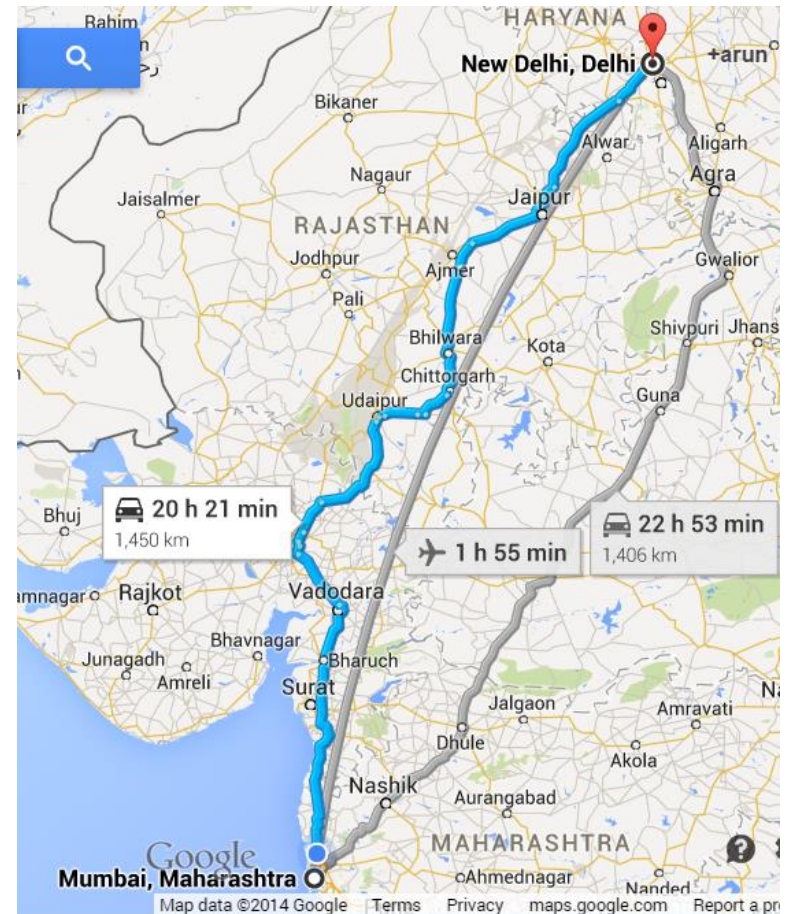 HARYANA
Rahim
New Delhi, Delhi
+arun
Bikaner
Alwar
Aligarh
Nagaur
Agra
Jaisalmer
Jaipur
RAJASTHAN
Jodhpur
Ajmer
Gwalior
Pali
Bhilwara
Kota
Shivpuri
Jhans
Chittorgarh
Udaipur
Guna
20 h 21 min
1,450 km
Bhuj
22 h 53 min
1,406 km
1 h 55 min
amnagar
Rajkot
Vadodara
Bhavnagar
Bharuch
Junagadh
Amreli
Surat
Jalgaon
Amravati
Dhule
Akola
Nashik
Aurangabad
MAHARASHTRA
Google
Mumbai, Maharashtra
Ahmednagar
Nanded
Map data ©2014 Google Terms Privacy maps.google.com Report a pr